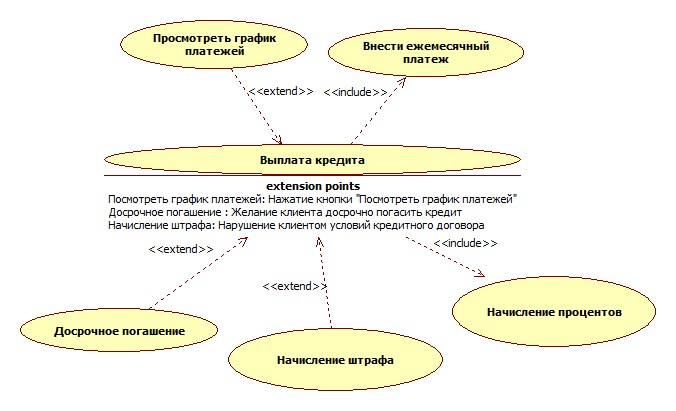 Просмотреть график
платежей
Внести ежемесячный
платеж
<<extend>>
<<include>>
Выплата кредита
extension points
Посмотреть график платежей: Нажатие кнопки "Посмотреть график платежей"
Досрочное погашение : Желание клиента досрочно погасить кредит
Начисление штрафа: Нарушение клиентом условий кредитного договора
<<extend>>
<<include>>
<<extend>>
Досрочное погашение
Начисление штрафа
Начисление процентов